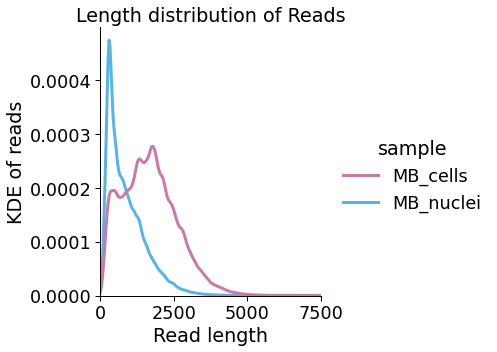 Length distribution of Reads
KDE of reads
0.0004
0.0003
0.0002
0.0001
0.0000
0 2500 5000 7500
Read length
sample
MB_cells
MB_nuclei